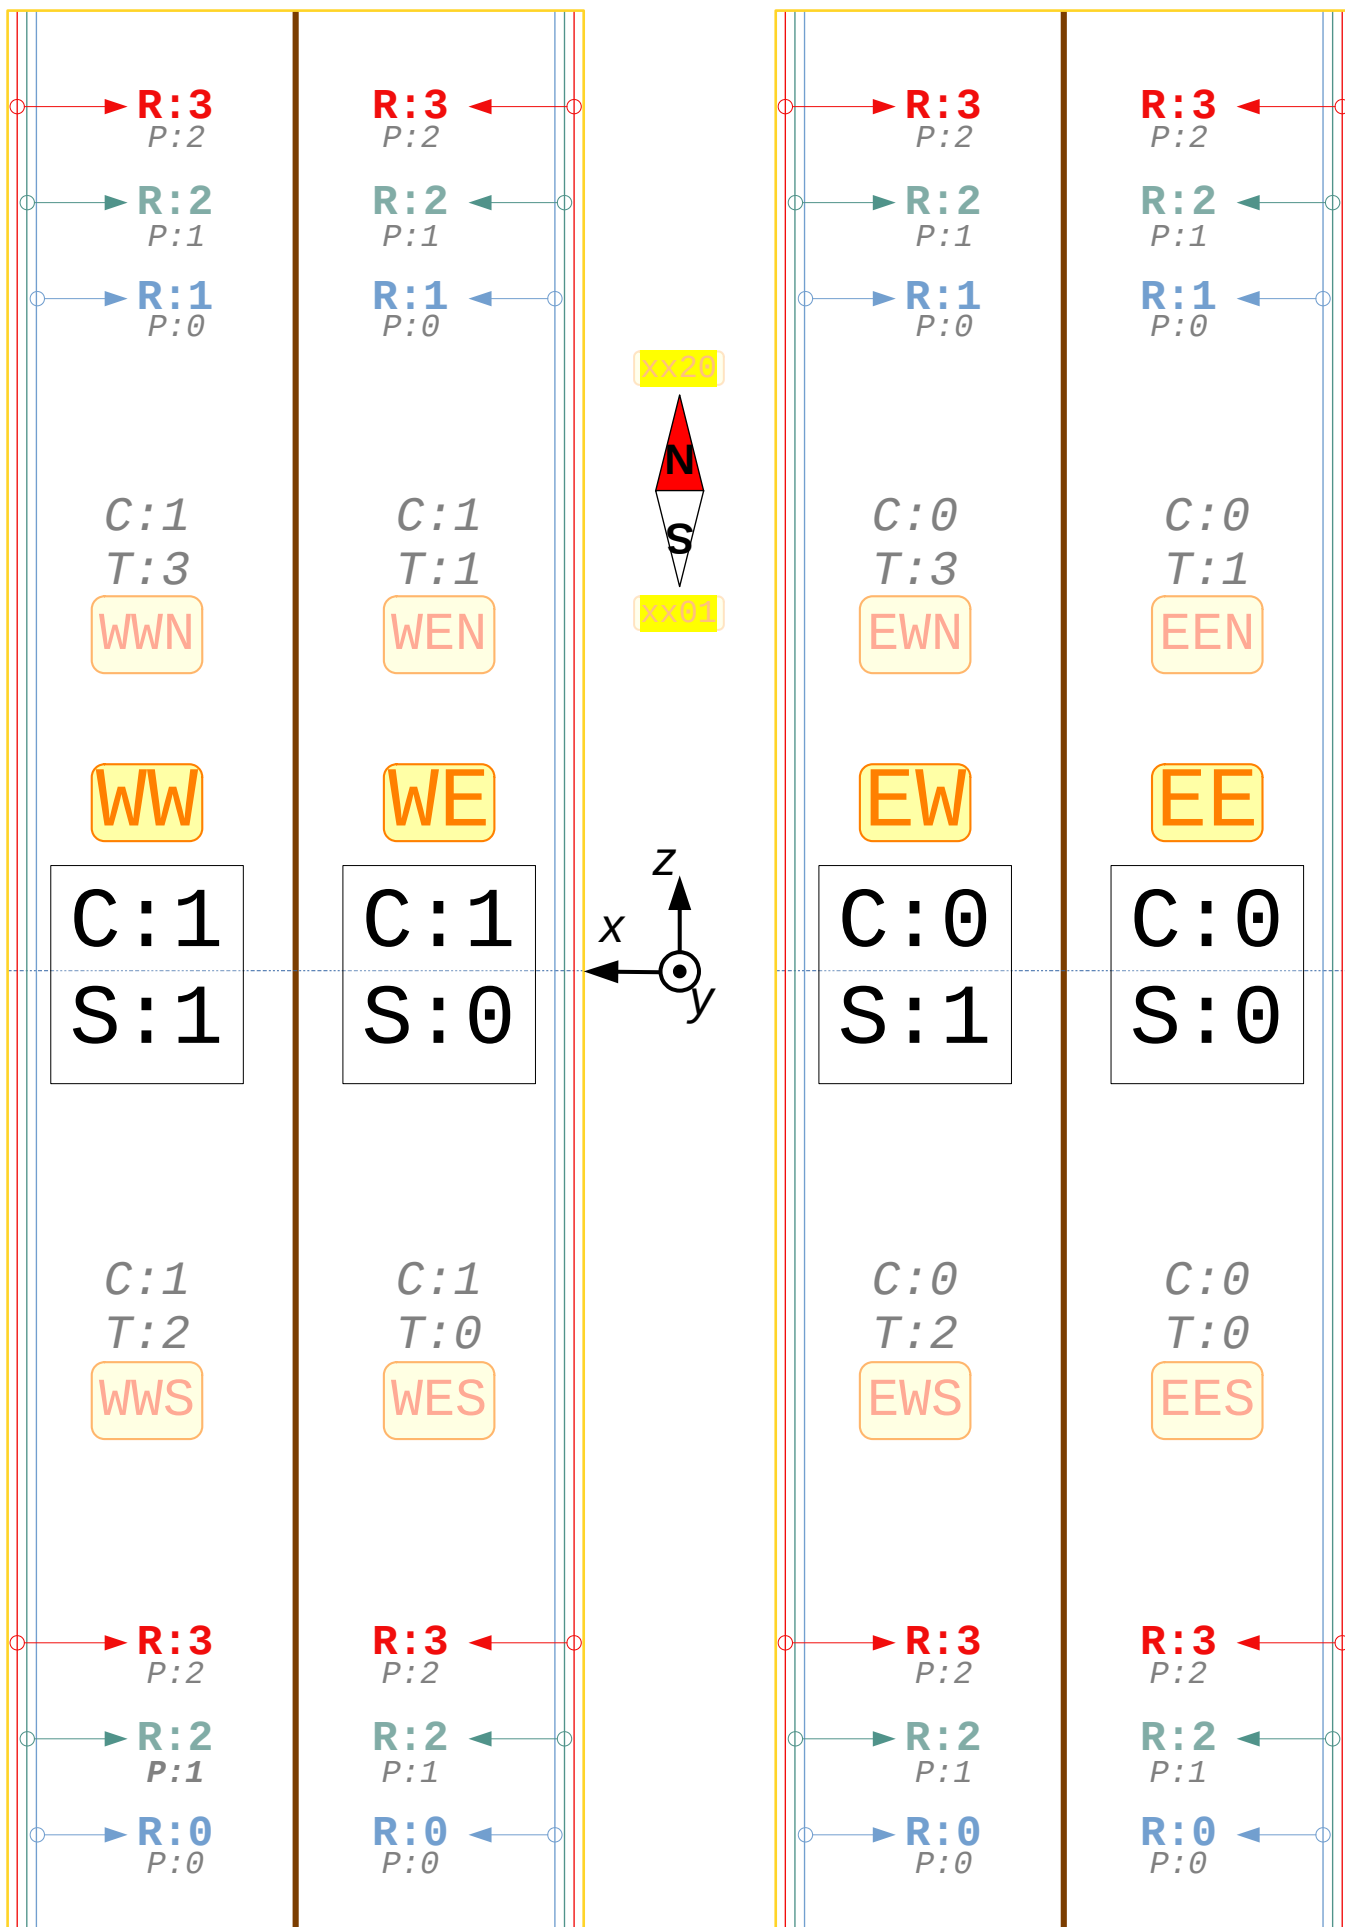 R:3 R:3 R:3 R:3
P:2 P:2 P:2 P:2
R:2 R:2 R:2 R:2
P:1 P:1 P:1 P:1
R:1 R:1 R:1 R:1
P:0 P:0 P:0 P:0
xx20
N
C:1 C:1 C:0 C:0
S
T:3 T:1 T:3 T:1
xx01
WWN WEN EWN EEN
WW WE EW EE
z
C:1 C:1 C:0 C:0
x
y
S:1 S:0 S:1 S:0
C:1 C:1 C:0 C:0
T:2 T:0 T:2 T:0
WWS WES EWS EES
R:3 R:3 R:3 R:3
P:2 P:2 P:2 P:2
R:2 R:2 R:2 R:2
P:1 P:1 P:1 P:1
R:0 R:0 R:0 R:0
P:0 P:0 P:0 P:0